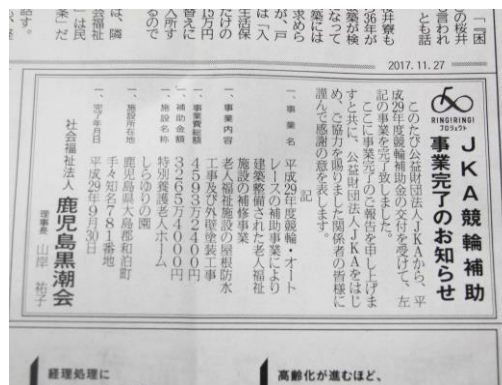 2017.11.27
RING!RING!
プロジェクト
JKA競輪補助
事業完了のお知らせ
このたび公益財団法人JKAから、平
成29年度競輪補助金の交付を受けて、左
記の事業を完了致しました。
ここに事業完了のご報告を申し上げま
すと共に、公益財団法人JKAをはじ
め、ご協力を賜りました関係者の皆様に
謹んで感謝の意を表します。
記
一、事業名 平成29年度競輪・オート
レースの補助事業により
建築整備された老人福祉
施設の補修事業
一、事業内容 老人福祉施設の屋根防水
工事及び外壁塗装工事
一、事業費総額 4593万2400円
一、補助金額 3265万4000円
一、施設名称 特別養護老人ホーム
しらゆりの園
一、施設所在地 鹿児島県大島郡和泊町
手々知名781番地
一、完了年月日 平成29年9月30日
社会福祉法人 鹿児島黒潮会
理事長 山岸 祐子
経理処理に
高齢化が進むほど、